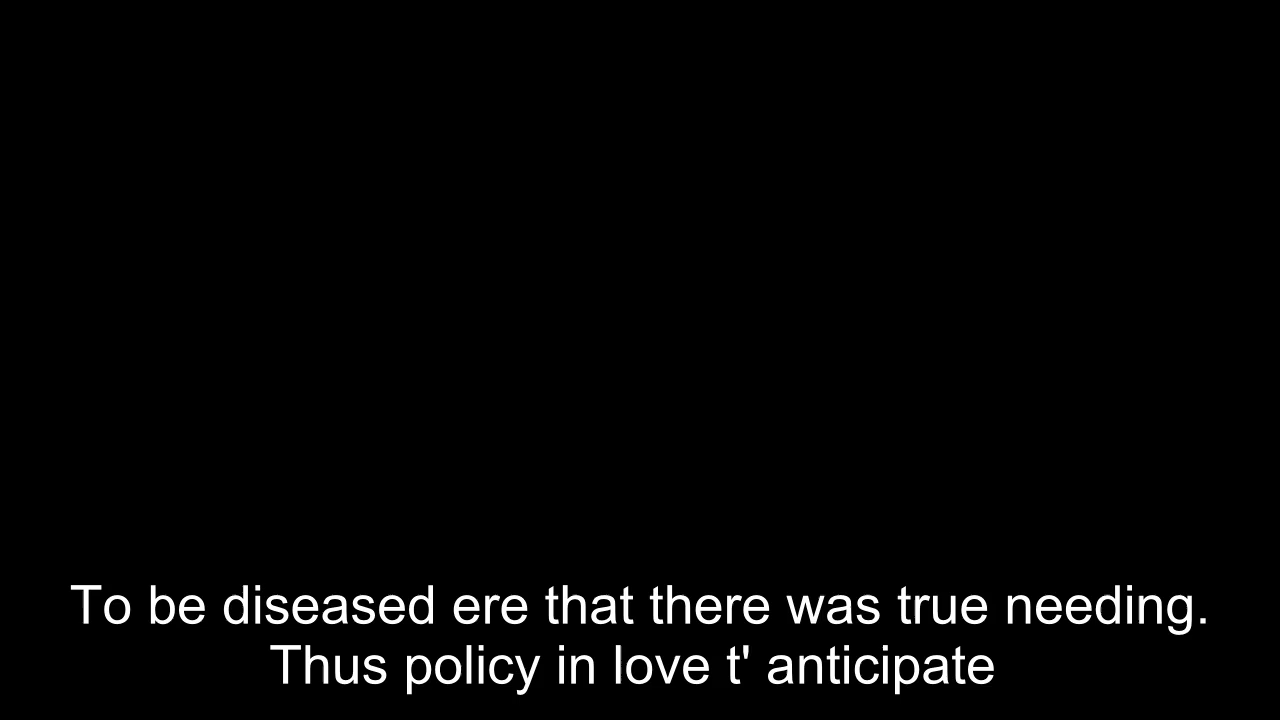 To be diseased ere that there was true needing.
Thus policy in love t' anticipate